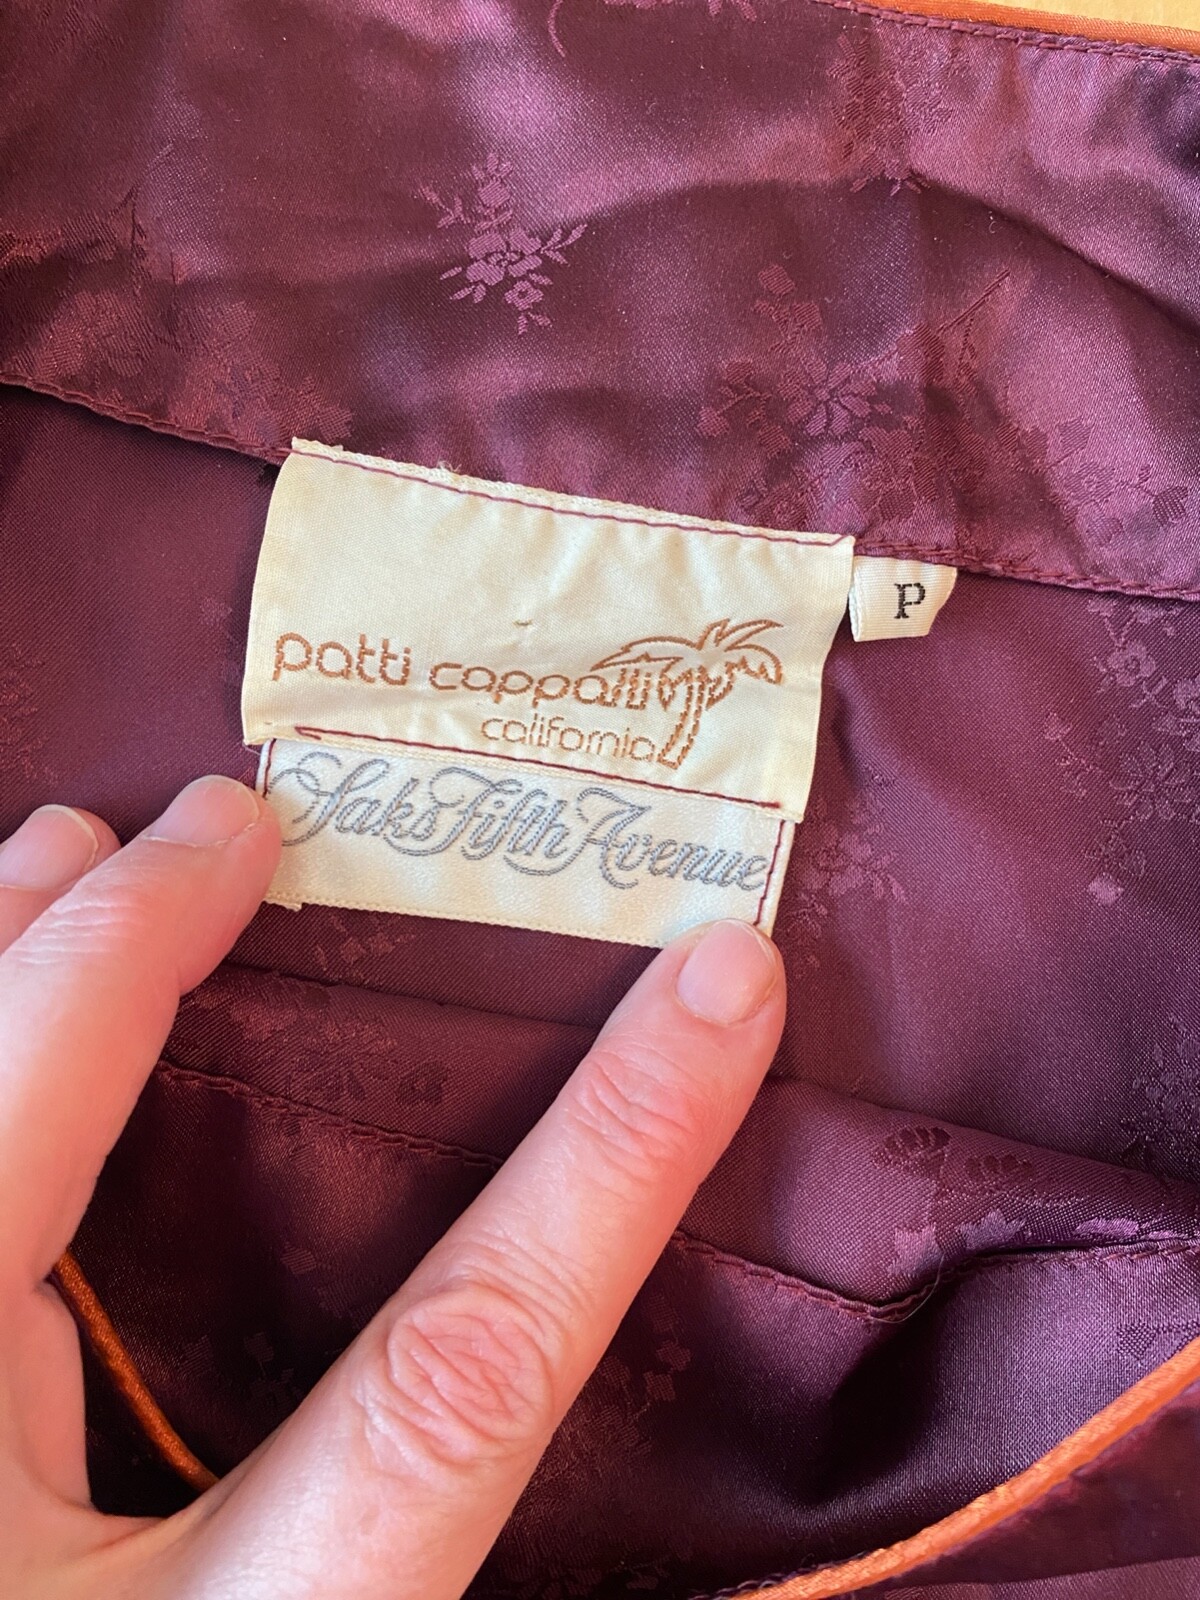 patti cappalli
california
P
Saks Fifth Avenue